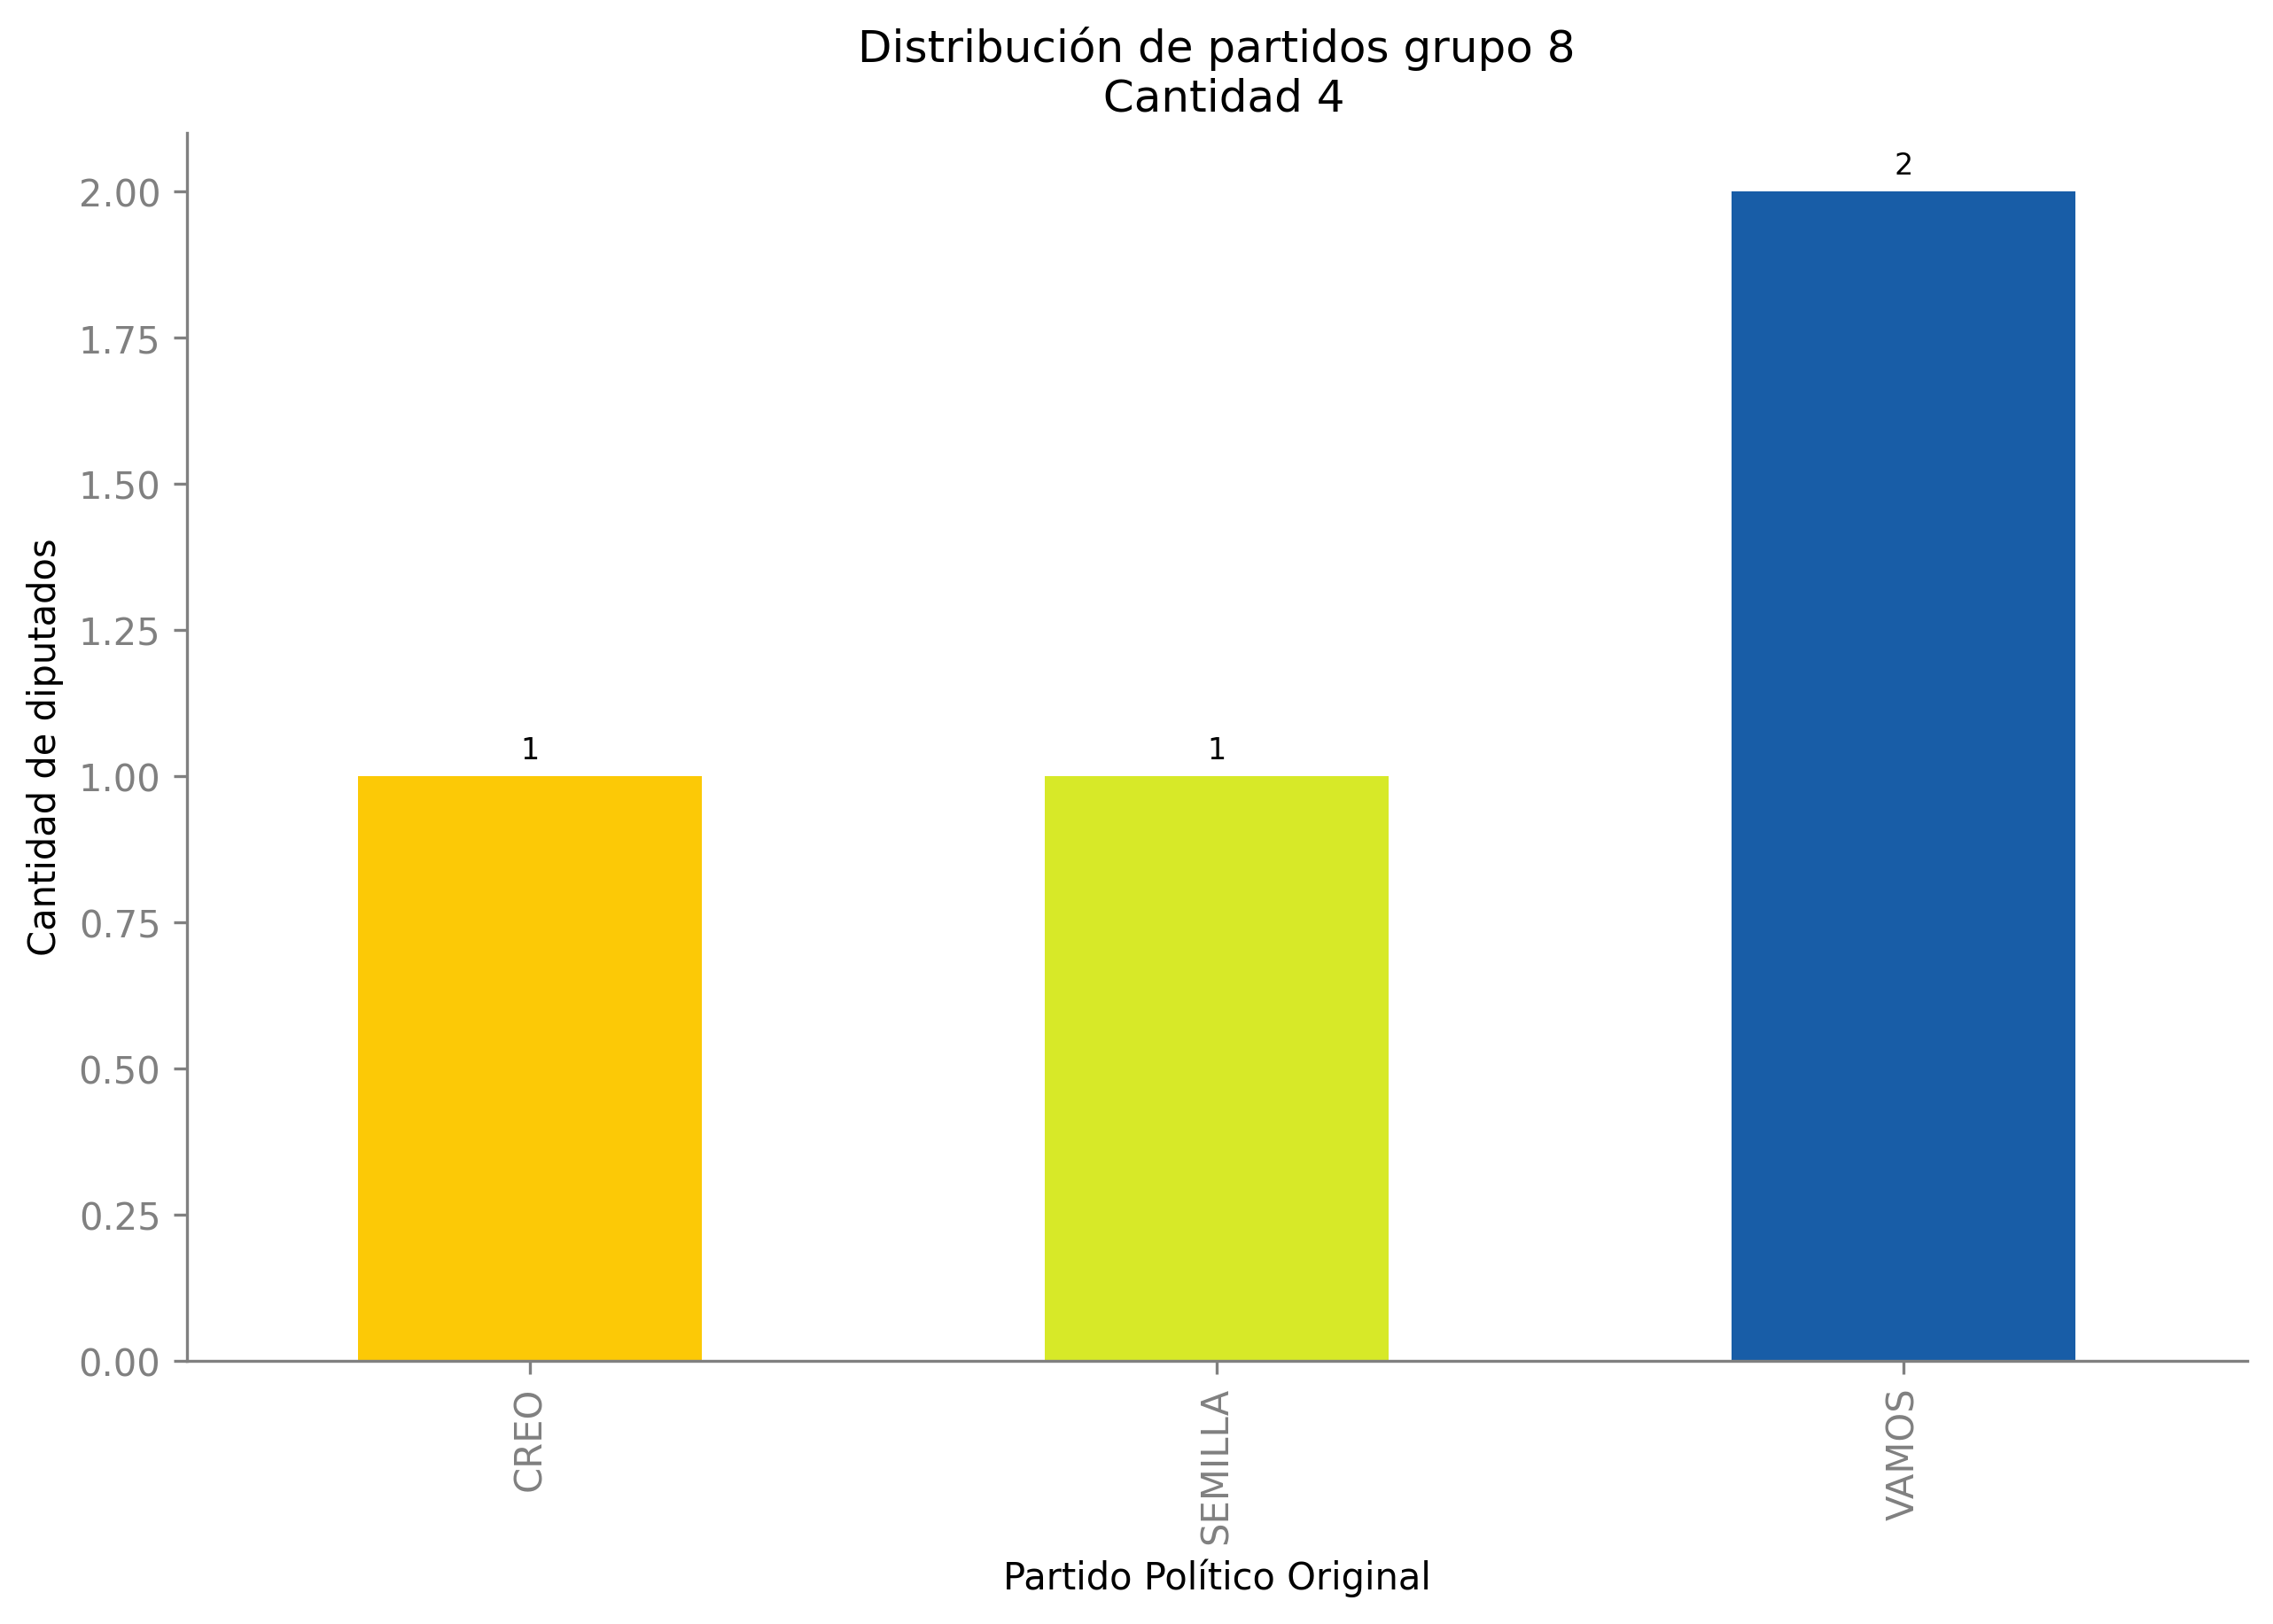 Distribución de partidos grupo 8
Cantidad 4
Cantidad de diputados
2.00
1.75
1.50
1.25
1.00
0.75
0.50
0.25
0.00
1
1
2
CREO
SEMILLA
VAMOS
Partido Político Original